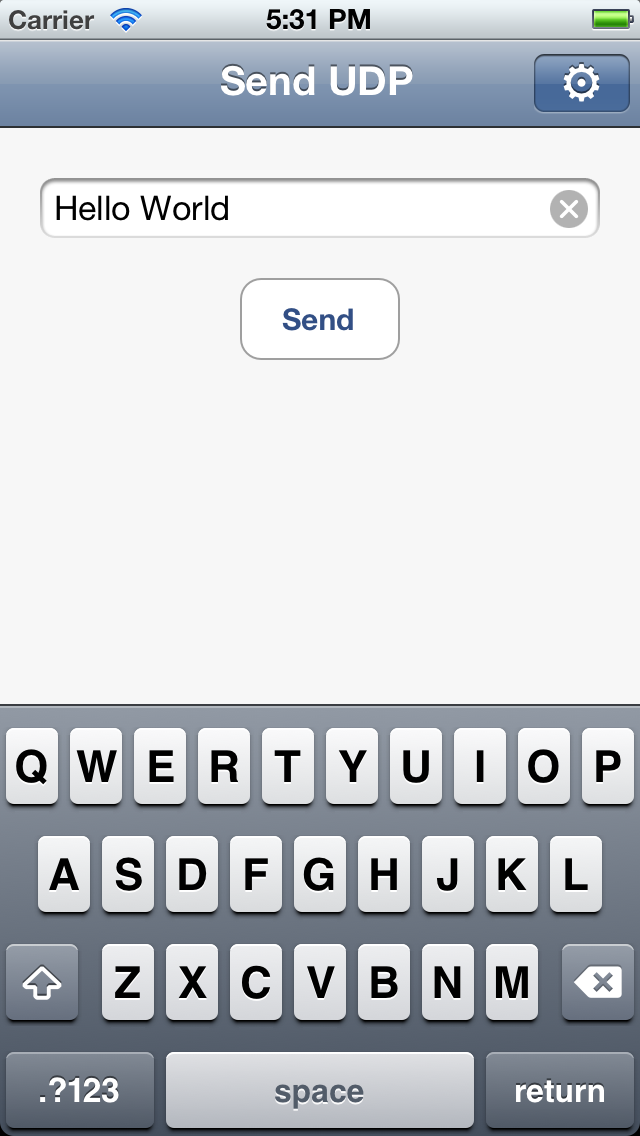 Carrier 5:31 PM
Send UDP
Hello World
Send
Q W E R T Y U I O P
A S D F G H J K L
Z X C V B N M
.?123 space return